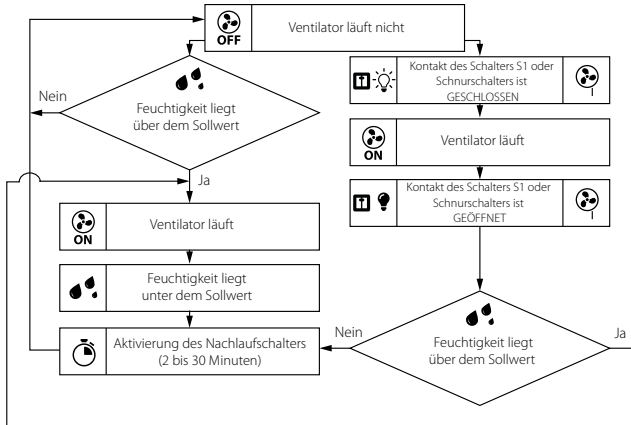 OFF
Ventilator läuft nicht
Nein
Feuchtigkeit liegt
über dem Sollwert
Ja
ON
Ventilator läuft
Feuchtigkeit liegt
unter dem Sollwert
Aktivierung des Nachlaufschalters
(2 bis 30 Minuten)
Kontakt des Schalters S1 oder
Schnurschalters ist
GESCHLOSSEN
ON
Ventilator läuft
Kontakt des Schalters S1 oder
Schnurschalters ist
GEÖFFNET
Nein
Feuchtigkeit liegt
über dem Sollwert
Ja